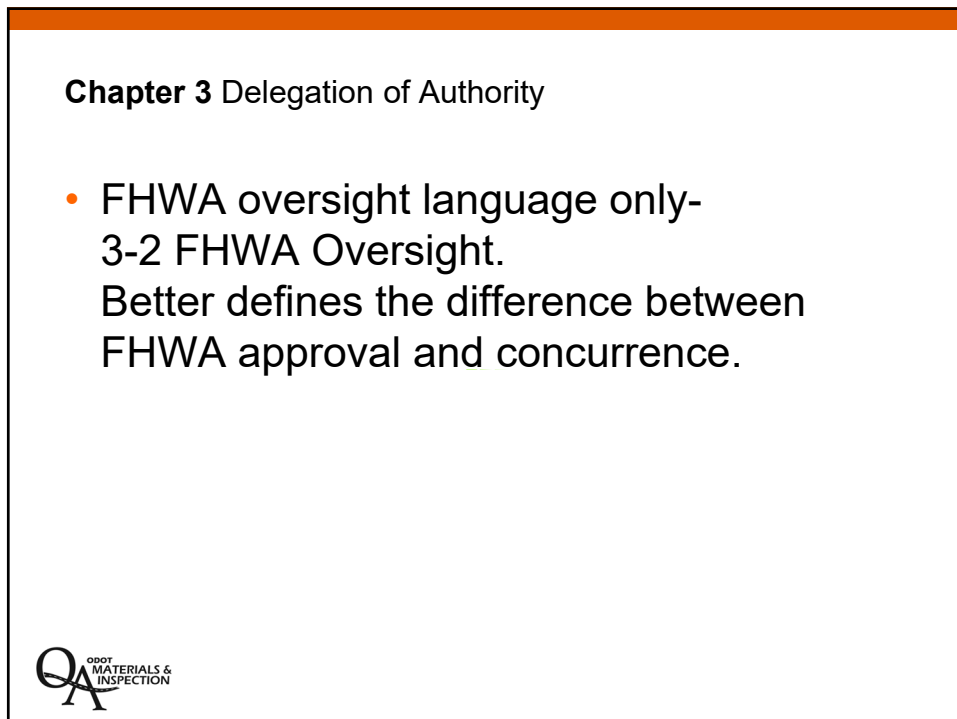 Chapter 3 Delegation of Authority
• FHWA oversight language only-
3-2 FHWA Oversight.
Better defines the difference between
FHWA approval and concurrence.
QA
ODOT
MATERIALS &
INSPECTION